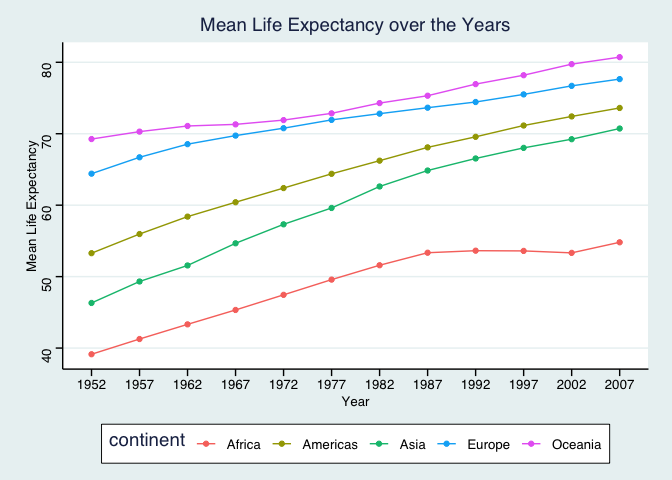 Mean Life Expectancy over the Years
Mean Life Expectancy
80
70
60
50
40
1952 1957 1962 1967 1972 1977 1982 1987 1992 1997 2002 2007
Year
continent Africa Americas Asia Europe Oceania